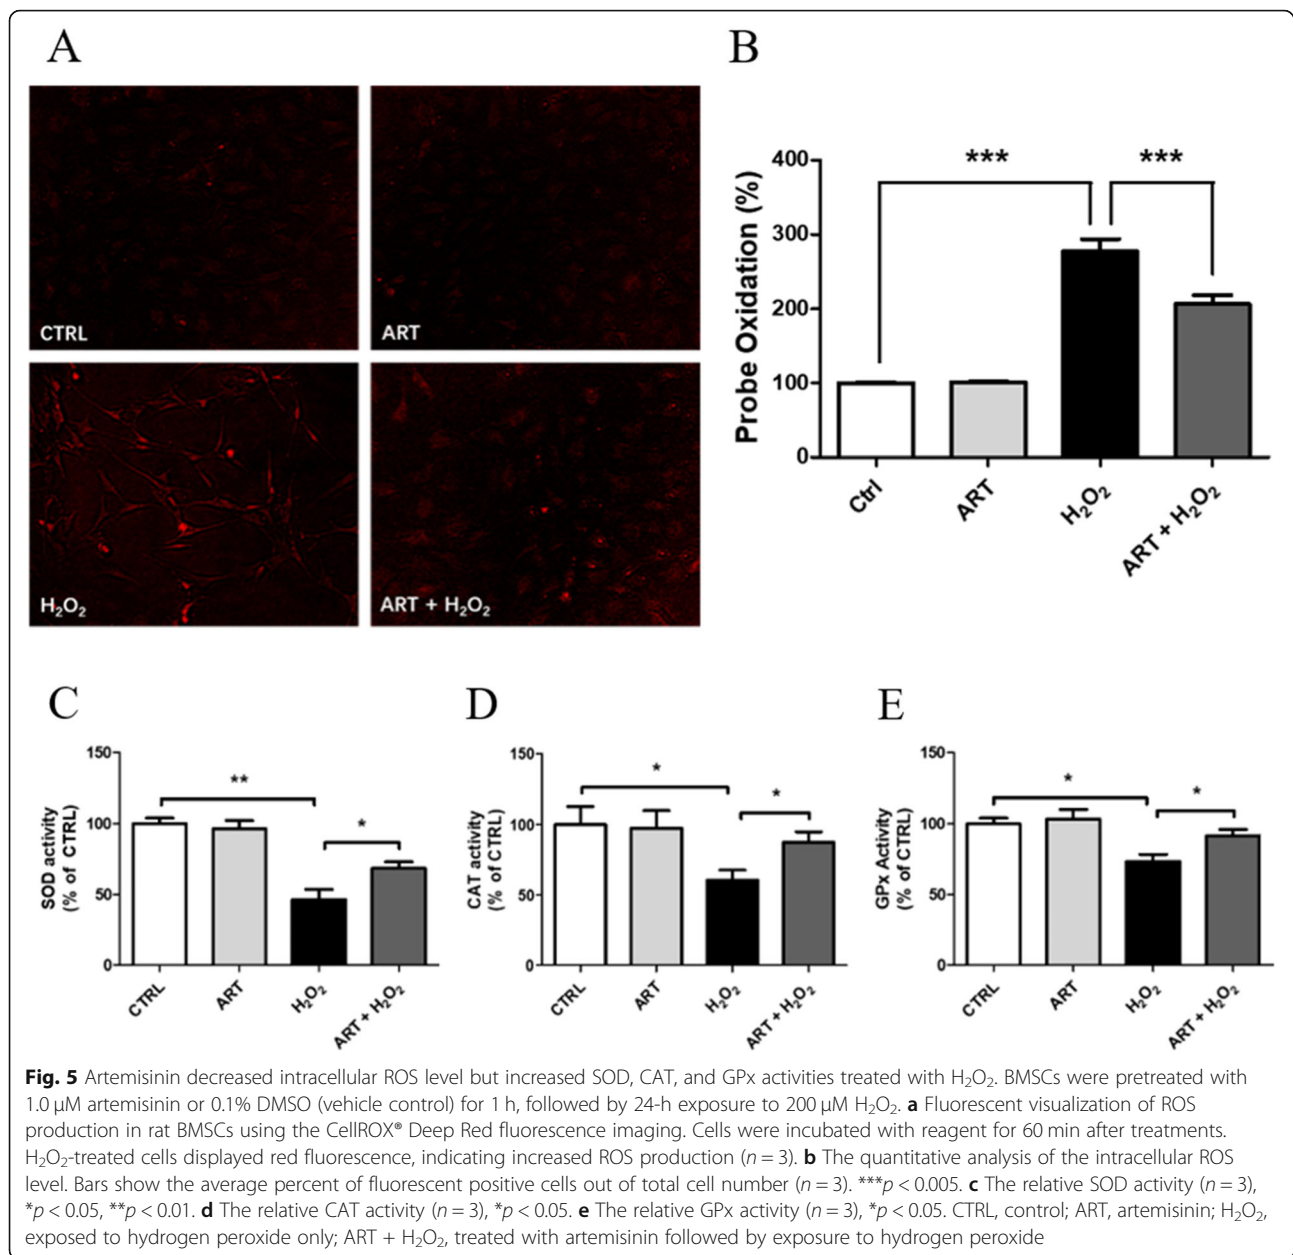 A
CTRL
ART
H₂O₂
ART + H₂O₂
B
Probe Oxidation (%)
400
300
200
100
0
***
***
Ctrl
ART
H₂O₂
ART + H₂O₂
C
SOD activity
(% of CTRL)
150
100
50
0
**
*
CTRL
ART
H₂O₂
ART + H₂O₂
D
CAT activity
(% of CTRL)
150
100
50
0
*
*
CTRL
ART
H₂O₂
ART + H₂O₂
E
GPx Activity
(% of CTRL)
150
100
50
0
*
*
CTRL
ART
H₂O₂
ART + H₂O₂
Fig. 5 Artemisinin decreased intracellular ROS level but increased SOD, CAT, and GPx activities treated with H₂O₂. BMSCs were pretreated with
1.0 μM artemisinin or 0.1% DMSO (vehicle control) for 1 h, followed by 24-h exposure to 200 μM H₂O₂. a Fluorescent visualization of ROS
production in rat BMSCs using the CellROX® Deep Red fluorescence imaging. Cells were incubated with reagent for 60 min after treatments.
H₂O₂-treated cells displayed red fluorescence, indicating increased ROS production (n = 3). b The quantitative analysis of the intracellular ROS
level. Bars show the average percent of fluorescent positive cells out of total cell number (n = 3). ***p < 0.005. c The relative SOD activity (n = 3),
*p < 0.05, **p < 0.01. d The relative CAT activity (n = 3), *p < 0.05. e The relative GPx activity (n = 3), *p < 0.05. CTRL, control; ART, artemisinin; H₂O₂,
exposed to hydrogen peroxide only; ART + H₂O₂, treated with artemisinin followed by exposure to hydrogen peroxide